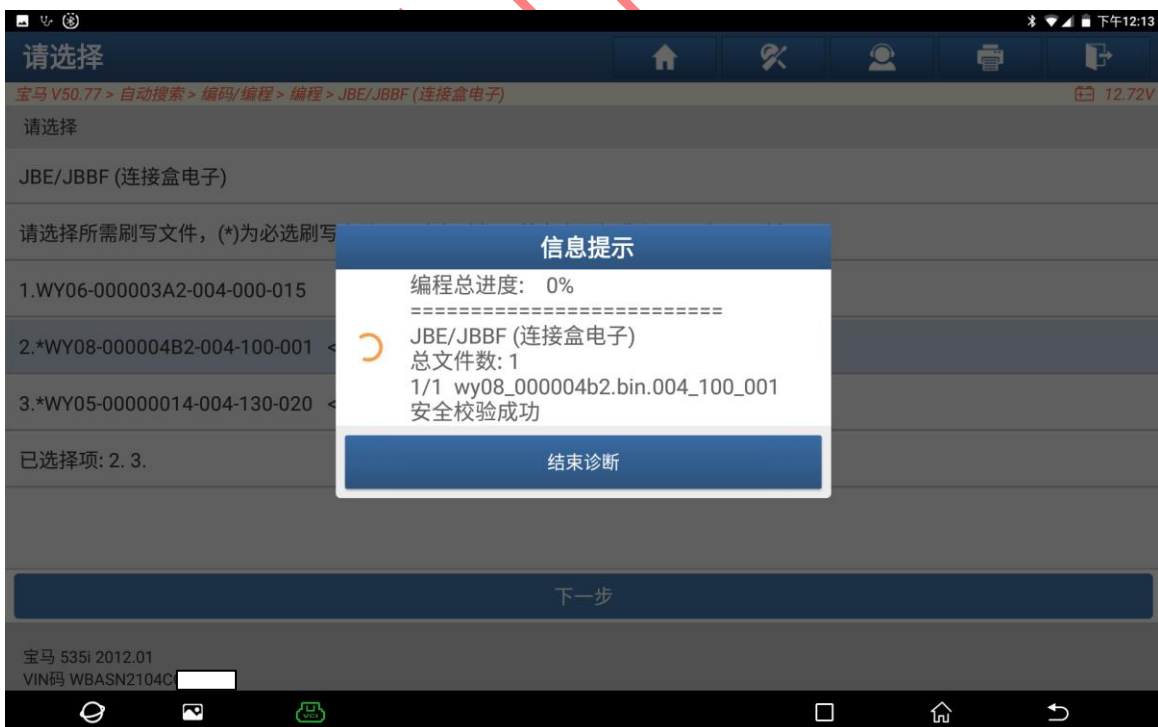 下午12:13
请选择
宝马 V50.77 > 自动搜索 > 编码/编程 > 编程 > JBE/JBBF (连接盒电子)
12.72V
请选择
JBE/JBBF (连接盒电子)
请选择所需刷写文件，(*)为必选刷写
信息提示
1.WY06-000003A2-004-000-015
2.*WY08-000004B2-004-100-001 <
3.*WY05-00000014-004-130-020 <
已选择项: 2. 3.
编程总进度: 0%
==========================
JBE/JBBF (连接盒电子)
总文件数: 1
1/1 wy08_000004b2.bin.004_100_001
安全校验成功
结束诊断
下一步
宝马 535i 2012.01
VIN码 WBASN2104C
VCI